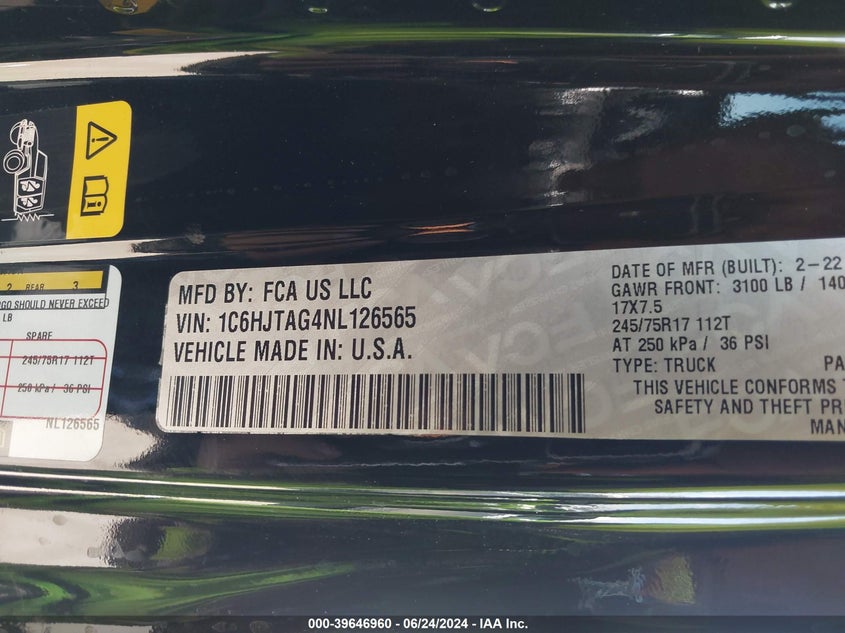 2 REAR 3
RGO SHOULD NEVER EXCEED
LB
SPARE
245/75R17 112T
250 kPa / 36 PSI
NL126565
MFD BY: FCA US LLC
VIN: 1C6HJTAG4NL126565
VEHICLE MADE IN: U.S.A.
DATE OF MFR (BUILT): 2-22
GAWR FRONT: 3100 LB / 140
17X7.5
245/75R17 112T
AT 250 kPa / 36 PSI
TYPE: TRUCK PA
THIS VEHICLE CONFORMS T
SAFETY AND THEFT PR
MAN
000-39646960 - 06/24/2024 - IAA Inc.